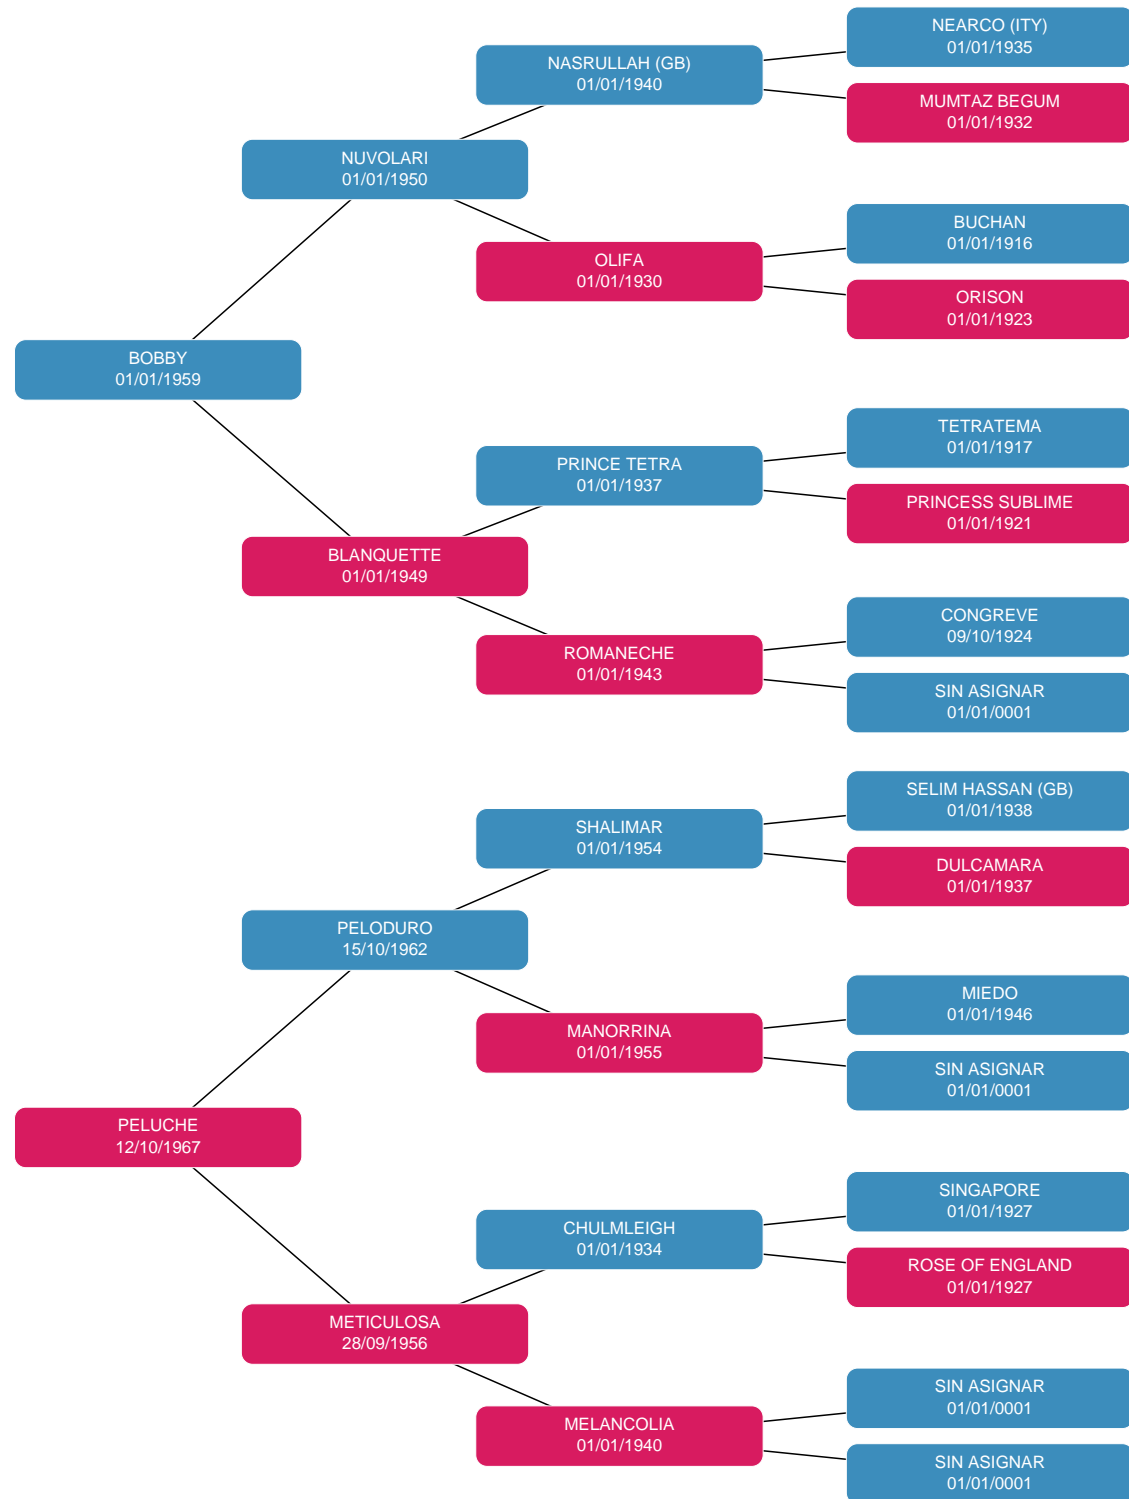 NEARCO (ITY)
01/01/1935
NASRULLAH (GB)
01/01/1940
MUMTAZ BEGUM
01/01/1932
NUVOLARI
01/01/1950
BUCHAN
01/01/1916
OLIFA
01/01/1930
ORISON
01/01/1923
BOBBY
01/01/1959
TETRATEMA
01/01/1917
PRINCE TETRA
01/01/1937
PRINCESS SUBLIME
01/01/1921
BLANQUETTE
01/01/1949
CONGREVE
09/10/1924
ROMANECHE
01/01/1943
SIN ASIGNAR
01/01/0001
SELIM HASSAN (GB)
01/01/1938
SHALIMAR
01/01/1954
DULCAMARA
01/01/1937
PELODURO
15/10/1962
MIEDO
01/01/1946
MANORRINA
01/01/1955
SIN ASIGNAR
01/01/0001
PELUCHE
12/10/1967
SINGAPORE
01/01/1927
CHULMLEIGH
01/01/1934
ROSE OF ENGLAND
01/01/1927
METICULOSA
28/09/1956
SIN ASIGNAR
01/01/0001
MELANCOLIA
01/01/1940
SIN ASIGNAR
01/01/0001